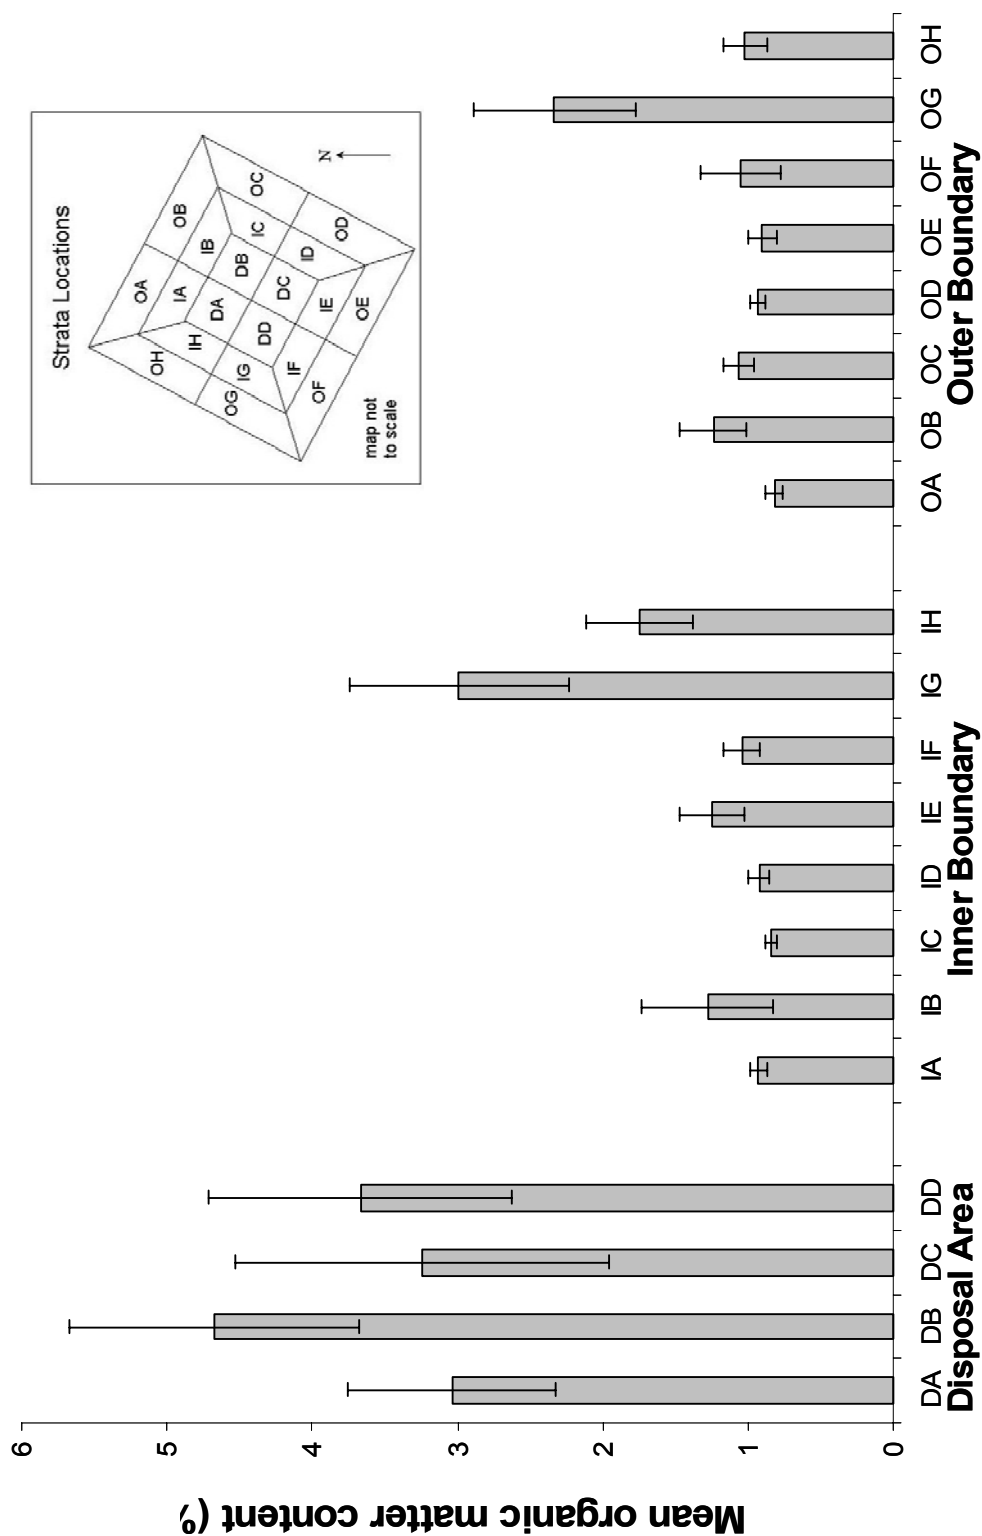 Mean organic matter content (%
6
5
4
3
2
1
0
DA DB DC DD IA IB IC ID IE IF IG IH OA OB OC OD OE OF OG OH
Disposal Area Inner Boundary Outer Boundary
Strata Locations
OA
OB
OH
IA
IB
OC
IH
DA
DB
IC
OG
IG
DD
DC
ID
OD
IF
IE
OF
OE
N
map not
to scale